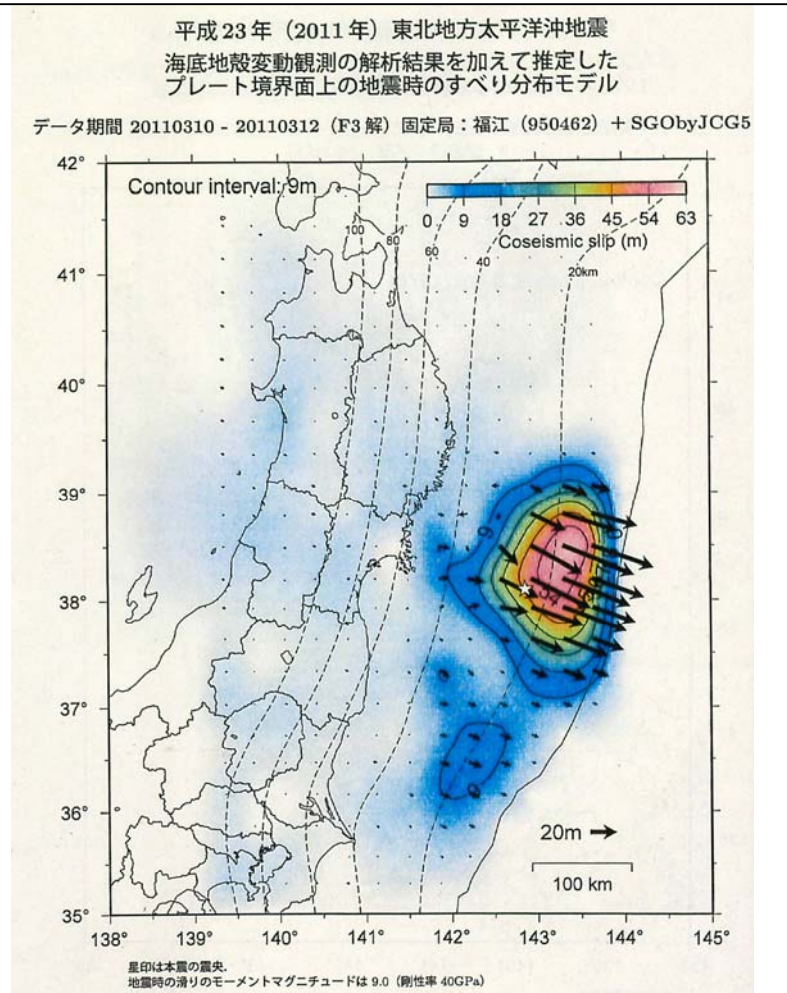 平成23年（2011年）東北地方太平洋沖地震
海底地殻変動観測の解析結果を加えて推定した
プレート境界面上の地震時のすべり分布モデル
データ期間 20110310 - 20110312（F3解）固定局：福江（950462）＋SGObyJCG5
42°
Contour interval: 9m
0 9 18 27 36 45 54 63
Coseismic slip (m)
100
80
60
40
20km
41°
40°
39°
9
38°
54
37°
36°
9
20m
100 km
35°
138° 139° 140° 141° 142° 143° 144° 145°
星印は本震の震央.
地震時の滑りのモーメントマグニチュードは 9.0（剛性率 40GPa）